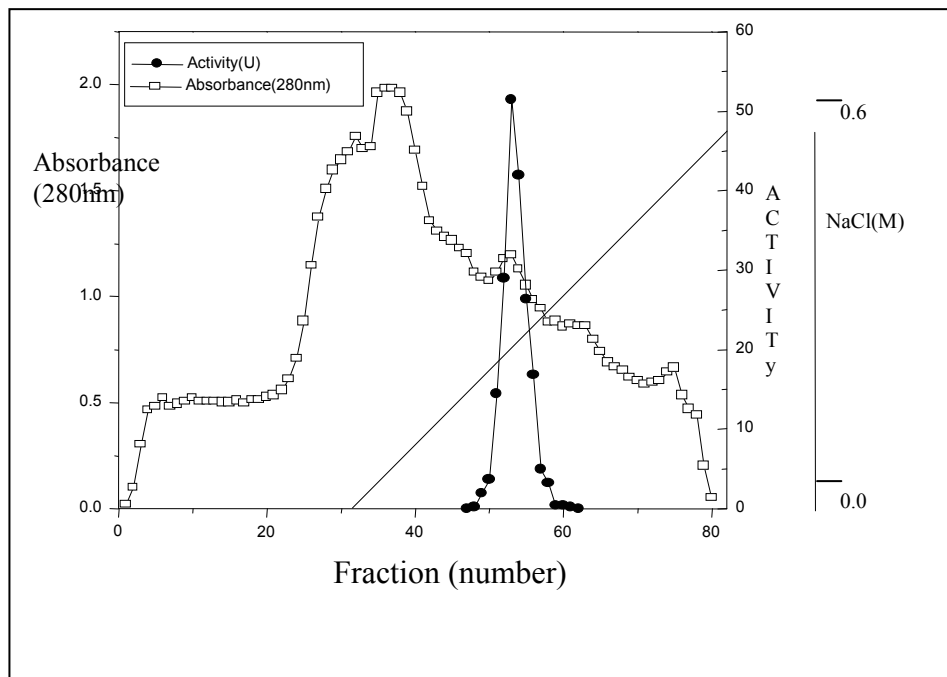 Activity(U)
Absorbance(280nm)
Absorbance
(280nm)
2.0
1.5
1.0
0.5
0.0
60
50
40
30
20
10
0
A
C
T
I
V
I
T
y
0.6
NaCl(M)
0.0
0
20
40
60
80
Fraction (number)